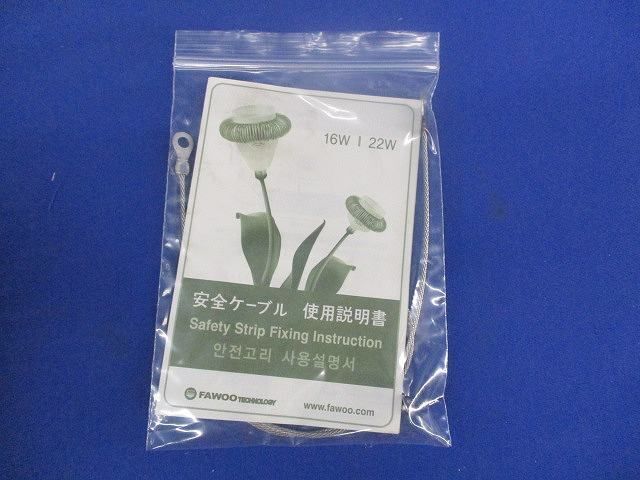 16W | 22W
安全ケーブル 使用説明書
Safety Strip Fixing Instruction
안전고리 사용설명서
FAWOO TECHNOLOGY
www.fawoo.com